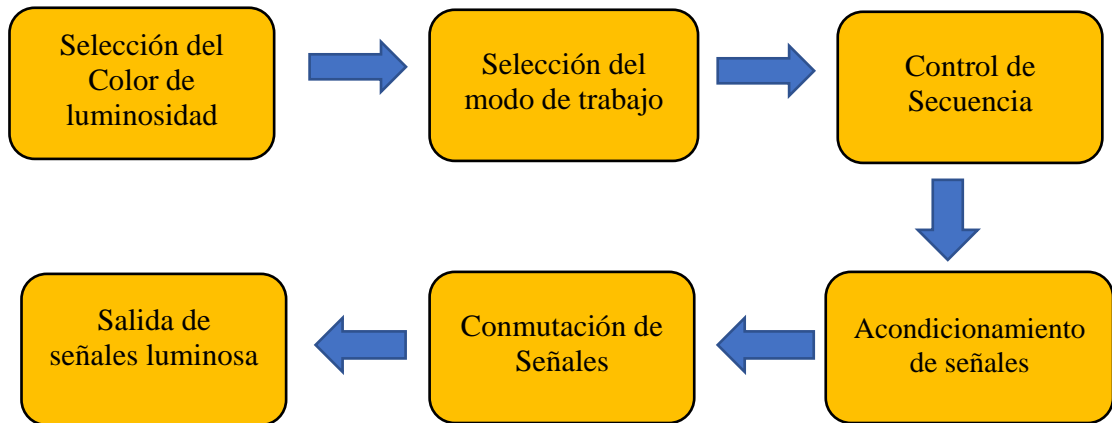 Selección del
Color de
luminosidad
Selección del
modo de trabajo
Control de
Secuencia
Salida de
señales luminosa
Conmutación de
Señales
Acondicionamiento
de señales